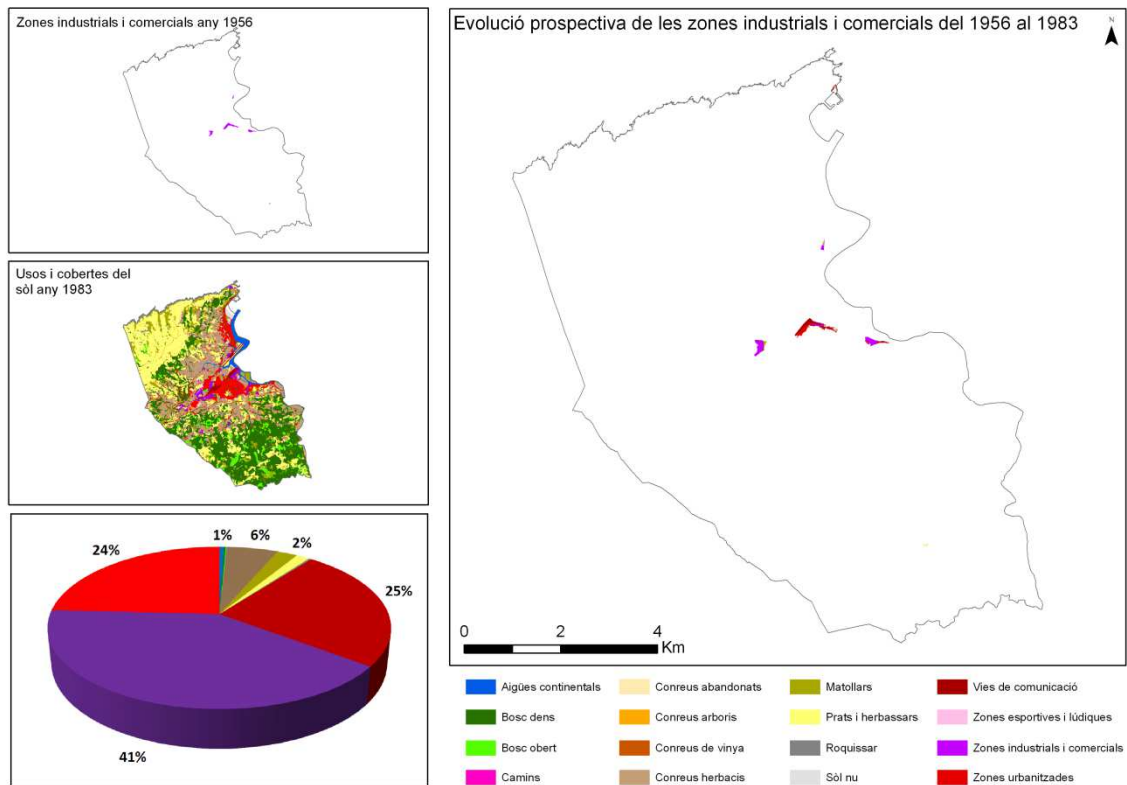 Zones industrials i comercials any 1956
Usos i cobertes del
sòl any 1983
1%
6%
2%
24%
25%
41%
Evolució prospectiva de les zones industrials i comercials del 1956 al 1983
N
0
2
4
Km
Aigües continentals
Conreus abandonats
Matollars
Vies de comunicació
Bosc dens
Conreus arboris
Prats i herbassars
Zones esportives i lúdiques
Bosc obert
Conreus de vinya
Roquissar
Zones industrials i comercials
Camins
Conreus herbacis
Sòl nu
Zones urbanitzades